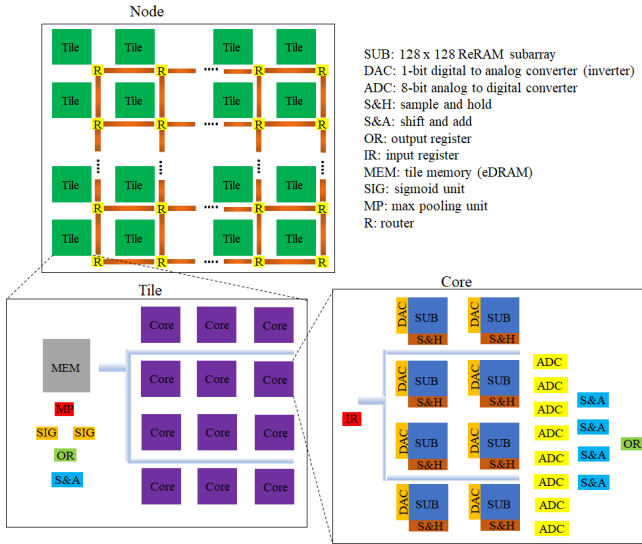 Node
Tile Tile Tile Tile
R R .... R R
Tile Tile Tile Tile
R R .... R R
Tile Tile Tile Tile
R R .... R R
Tile Tile Tile Tile
R R .... R R
SUB: 128 x 128 ReRAM subarray
DAC: 1-bit digital to analog converter (inverter)
ADC: 8-bit analog to digital converter
S&H: sample and hold
S&A: shift and add
OR: output register
IR: input register
MEM: tile memory (eDRAM)
SIG: sigmoid unit
MP: max pooling unit
R: router
Tile
Core Core Core
MEM
Core Core Core
MP
SIG SIG
Core Core Core
OR
S&A
Core Core Core
Core
DAC SUB DAC SUB
S&H S&H
ADC
DAC SUB DAC SUB
ADC
S&H S&H
S&A
ADC
IR
S&A
ADC
OR
DAC SUB DAC SUB
S&A
ADC
S&H S&H
S&A
ADC
DAC SUB DAC SUB
ADC
S&H S&H
ADC